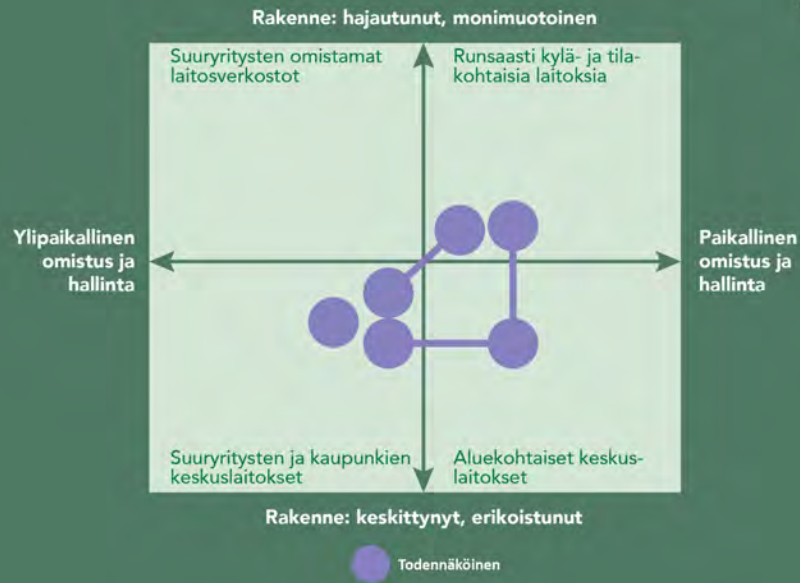 Rakenne: hajautunut, monimuotoinen
Suuryritysten omistamat
laitosverkostot
Runsaasti kylä- ja tila-
kohtaisia laitoksia
Ylipaikallinen
omistus ja
hallinta
Paikallinen
omistus ja
hallinta
Suuryritysten ja kaupunkien
keskuslaitokset
Aluekohtaiset keskus-
laitokset
Rakenne: keskittynyt, erikoistunut
Todennäköinen